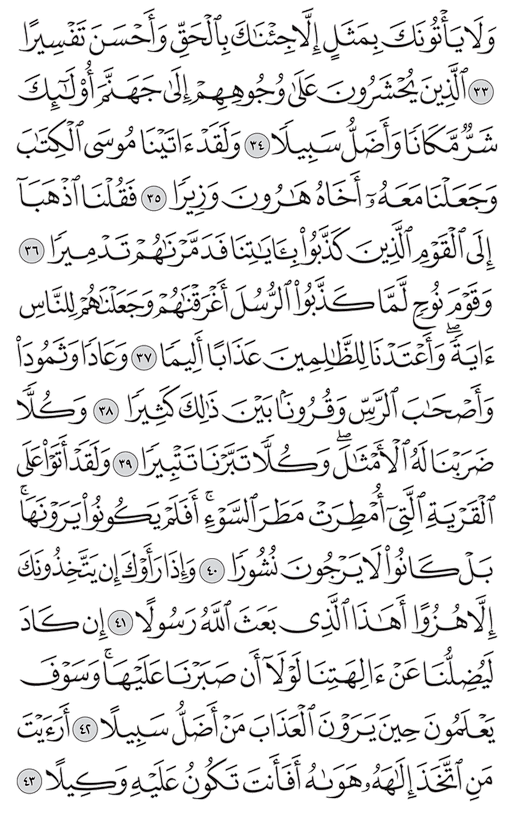 وَلَا يَأْتُونَكَ بِمَثَلٍ إِلَّا جِئْنَٰكَ بِٱلْحَقِّ وَأَحْسَنَ تَفْسِيرًا
٣٣ ٱلَّذِينَ يُحْشَرُونَ عَلَىٰ وُجُوهِهِمْ إِلَىٰ جَهَنَّمَ أُو۟لَٰٓئِكَ
شَرٌّ مَّكَانًا وَأَضَلُّ سَبِيلًا ٣٤ وَلَقَدْ ءَاتَيْنَا مُوسَى ٱلْكِتَٰبَ
وَجَعَلْنَا مَعَهُۥٓ أَخَاهُ هَٰرُونَ وَزِيرًا ٣٥ فَقُلْنَا ٱذْهَبَآ
إِلَى ٱلْقَوْمِ ٱلَّذِينَ كَذَّبُوا۟ بِـَٔايَٰتِنَا فَدَمَّرْنَٰهُمْ تَدْمِيرًا ٣٦
وَقَوْمَ نُوحٍ لَّمَّا كَذَّبُوا۟ ٱلرُّسُلَ أَغْرَقْنَٰهُمْ وَجَعَلْنَٰهُمْ لِلنَّاسِ
ءَايَةً ۖ وَأَعْتَدْنَا لِلظَّٰلِمِينَ عَذَابًا أَلِيمًا ٣٧ وَعَادًا وَثَمُودَا۟
وَأَصْحَٰبَ ٱلرَّسِّ وَقُرُونًۢا بَيْنَ ذَٰلِكَ كَثِيرًا ٣٨ وَكُلًّا
ضَرَبْنَا لَهُ ٱلْأَمْثَٰلَ ۖ وَكُلًّا تَبَّرْنَا تَتْبِيرًا ٣٩ وَلَقَدْ أَتَوْا۟ عَلَى
ٱلْقَرْيَةِ ٱلَّتِىٓ أُمْطِرَتْ مَطَرَ ٱلسَّوْءِ ۚ أَفَلَمْ يَكُونُوا۟ يَرَوْنَهَا ۚ
بَلْ كَانُوا۟ لَا يَرْجُونَ نُشُورًا ٤٠ وَإِذَا رَأَوْكَ إِن يَتَّخِذُونَكَ
إِلَّا هُزُوًا أَهَٰذَا ٱلَّذِى بَعَثَ ٱللَّهُ رَسُولًا ٤١ إِن كَادَ
لَيُضِلُّنَا عَنْ ءَالِهَتِنَا لَوْلَآ أَن صَبَرْنَا عَلَيْهَا ۚ وَسَوْفَ
يَعْلَمُونَ حِينَ يَرَوْنَ ٱلْعَذَابَ مَنْ أَضَلُّ سَبِيلًا ٤٢ أَرَءَيْتَ
مَنِ ٱتَّخَذَ إِلَٰهَهُۥ هَوَىٰهُ أَفَأَنتَ تَكُونُ عَلَيْهِ وَكِيلًا ٤٣